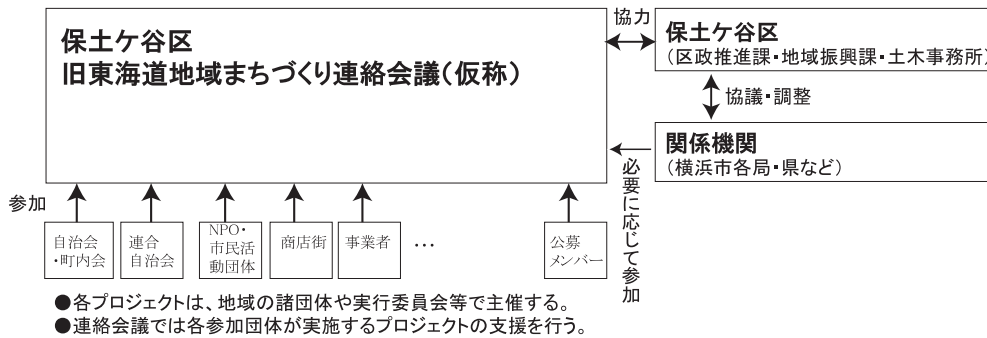 保土ケ谷区
旧東海道地域まちづくり連絡会議(仮称)
協力
保土ケ谷区
(区政推進課・地域振興課・土木事務所)
協議・調整
関係機関
(横浜市各局・県など)
必要に応じて参加
参加
自治会
・町内会
連合
自治会
NPO・
市民活
動団体
商店街
事業者
…
公募
メンバー
●各プロジェクトは、地域の諸団体や実行委員会等で主催する。
●連絡会議では各参加団体が実施するプロジェクトの支援を行う。